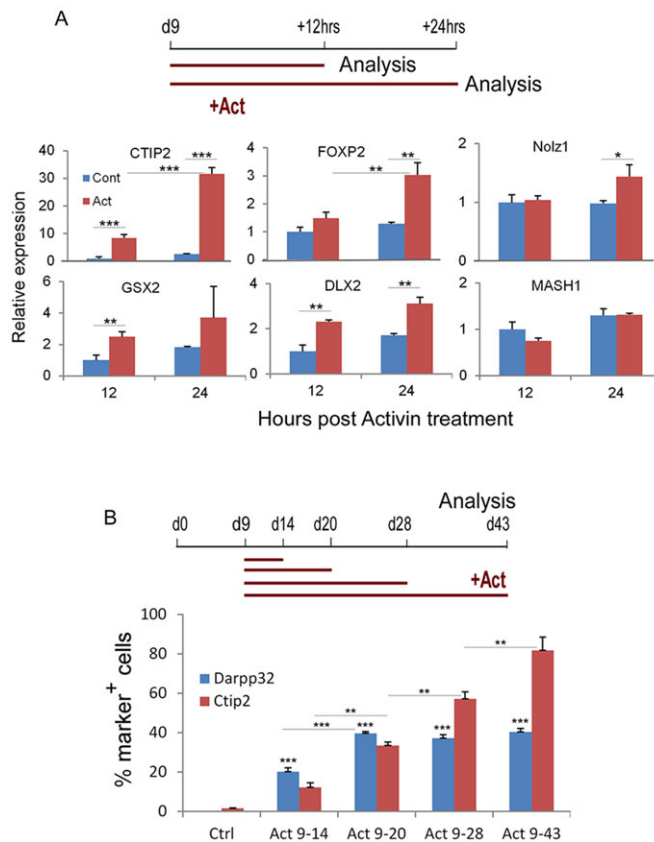 A
d9 +12hrs +24hrs
Analysis
Analysis
+Act
CTIP2 FOXP2 Nolz1
Relative expression
40 4 2
30 3
20 2 1
10 1
0 0 0
Cont
Act
*** *** ***
** **
*
GSX2 DLX2 MASH1
6 4 2
4
2 2 1
0 0 0
** ** **
12 24 12 24 12 24
Hours post Activin treatment
B
Analysis
d0 d9 d14 d20 d28 d43
+Act
% marker+ cells
100
80
60
40
20
0
Darpp32
Ctip2
*** *** ** *** ** *** ** ***
Ctrl Act 9-14 Act 9-20 Act 9-28 Act 9-43